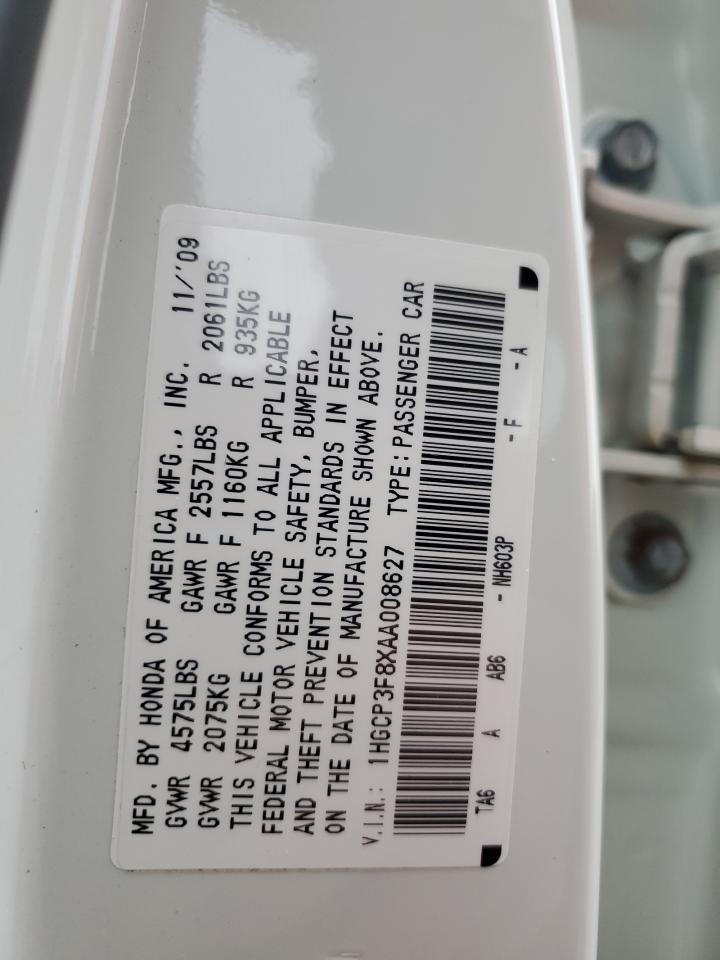 MFD. BY HONDA OF AMERICA MFG., INC. 11/'09
GVWR 4575LBS GAWR F 2557LBS R 2061LBS
GVWR 2075KG GAWR F 1160KG R 935KG
THIS VEHICLE CONFORMS TO ALL APPLICABLE
FEDERAL MOTOR VEHICLE SAFETY, BUMPER,
AND THEFT PREVENTION STANDARDS IN EFFECT
ON THE DATE OF MANUFACTURE SHOWN ABOVE.
V.I.N.: 1HGCP3F8XAA008627 TYPE:PASSENGER CAR
TA6 A AB6 - NH603P - F - A